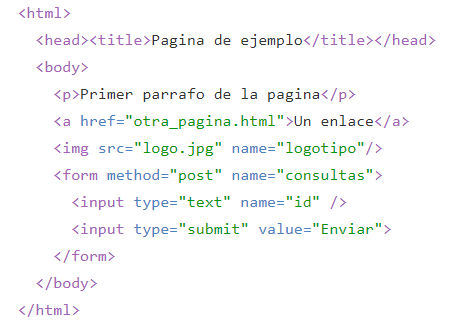 <html>
<head><title>Pagina de ejemplo</title></head>
<body>
<p>Primer parrafo de la pagina</p>
<a href="otra_pagina.html">Un enlace</a>
<img src="logo.jpg" name="logotipo"/>
<form method="post" name="consultas">
<input type="text" name="id" />
<input type="submit" value="Enviar">
</form>
</body>
</html>